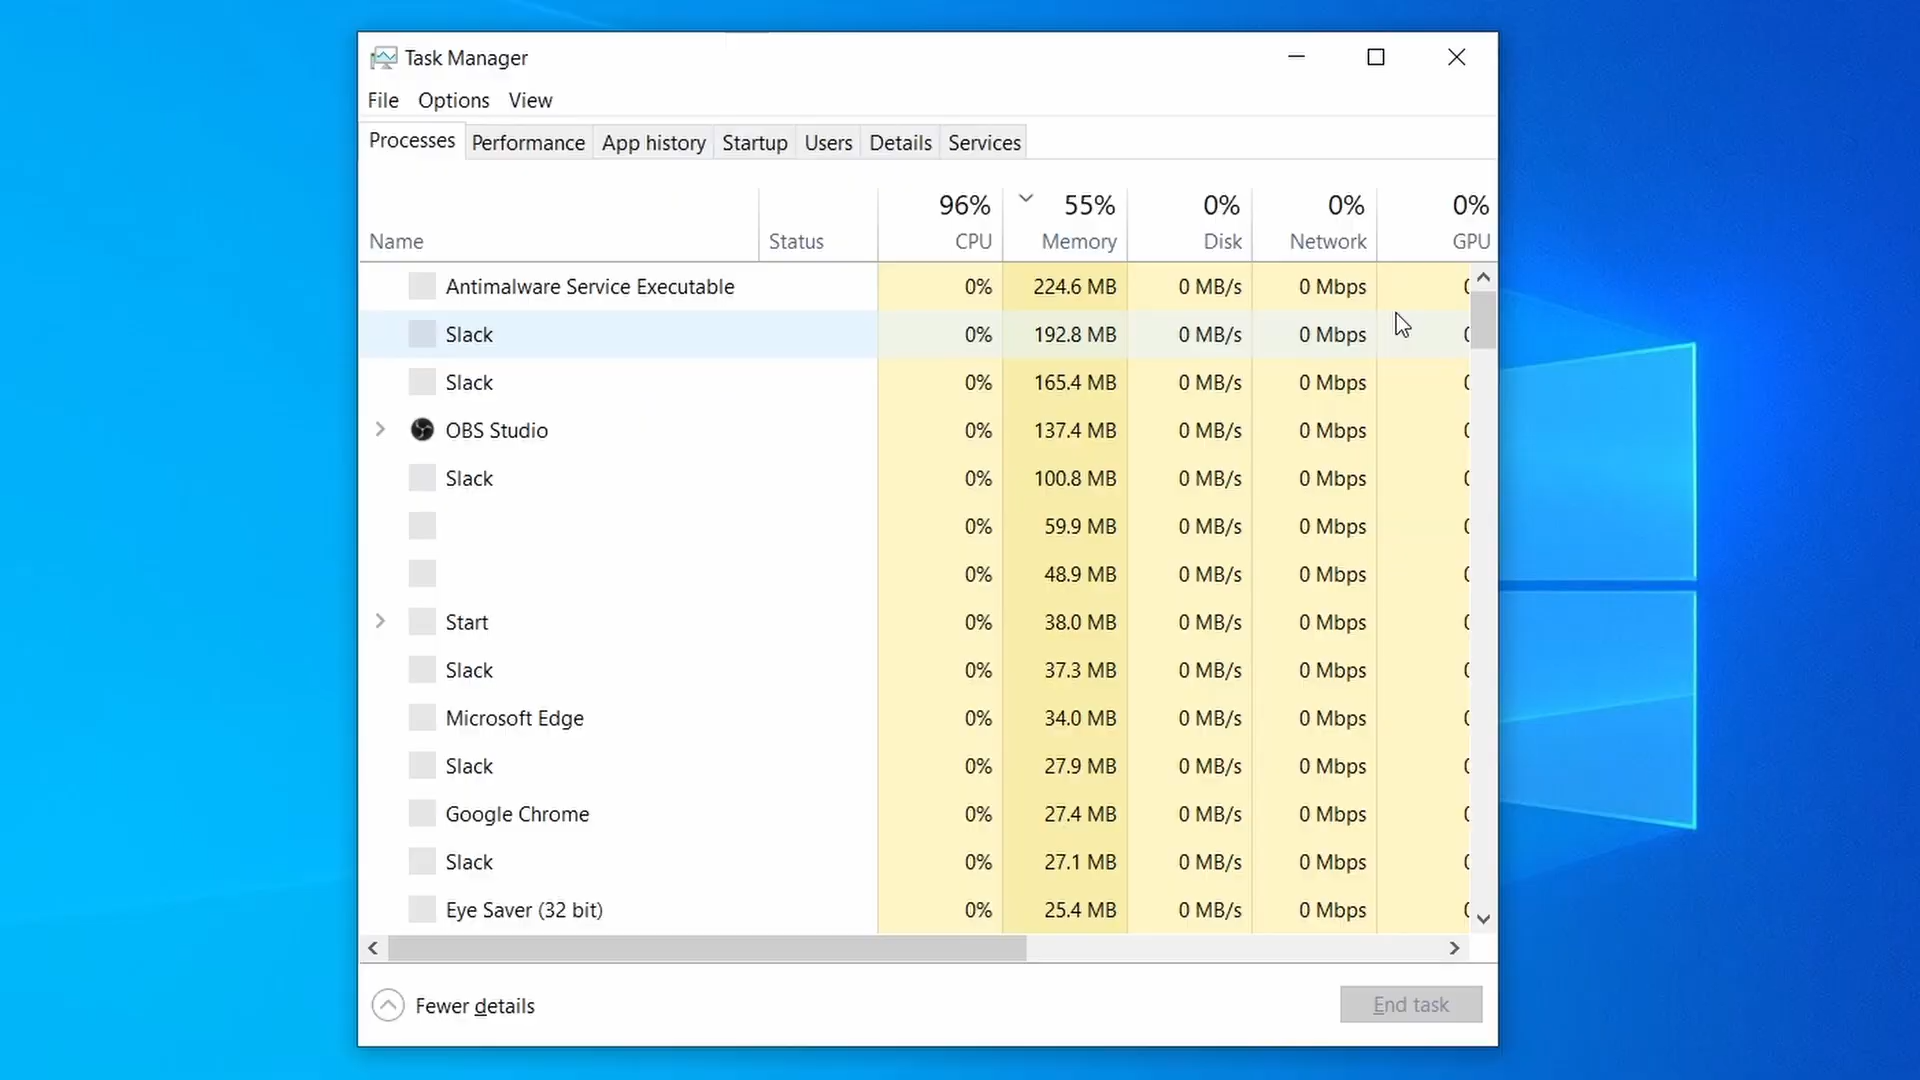 Task Manager
File Options View
Processes Performance App history Startup Users Details Services
96% 55% 0% 0% 0%
Name Status CPU Memory Disk Network GPU
Antimalware Service Executable 0% 224.6 MB 0 MB/s 0 Mbps
Slack 0% 192.8 MB 0 MB/s 0 Mbps
Slack 0% 165.4 MB 0 MB/s 0 Mbps
OBS Studio 0% 137.4 MB 0 MB/s 0 Mbps
Slack 0% 100.8 MB 0 MB/s 0 Mbps
0% 59.9 MB 0 MB/s 0 Mbps
0% 48.9 MB 0 MB/s 0 Mbps
Start 0% 38.0 MB 0 MB/s 0 Mbps
Slack 0% 37.3 MB 0 MB/s 0 Mbps
Microsoft Edge 0% 34.0 MB 0 MB/s 0 Mbps
Slack 0% 27.9 MB 0 MB/s 0 Mbps
Google Chrome 0% 27.4 MB 0 MB/s 0 Mbps
Slack 0% 27.1 MB 0 MB/s 0 Mbps
Eye Saver (32 bit) 0% 25.4 MB 0 MB/s 0 Mbps
Fewer details End task